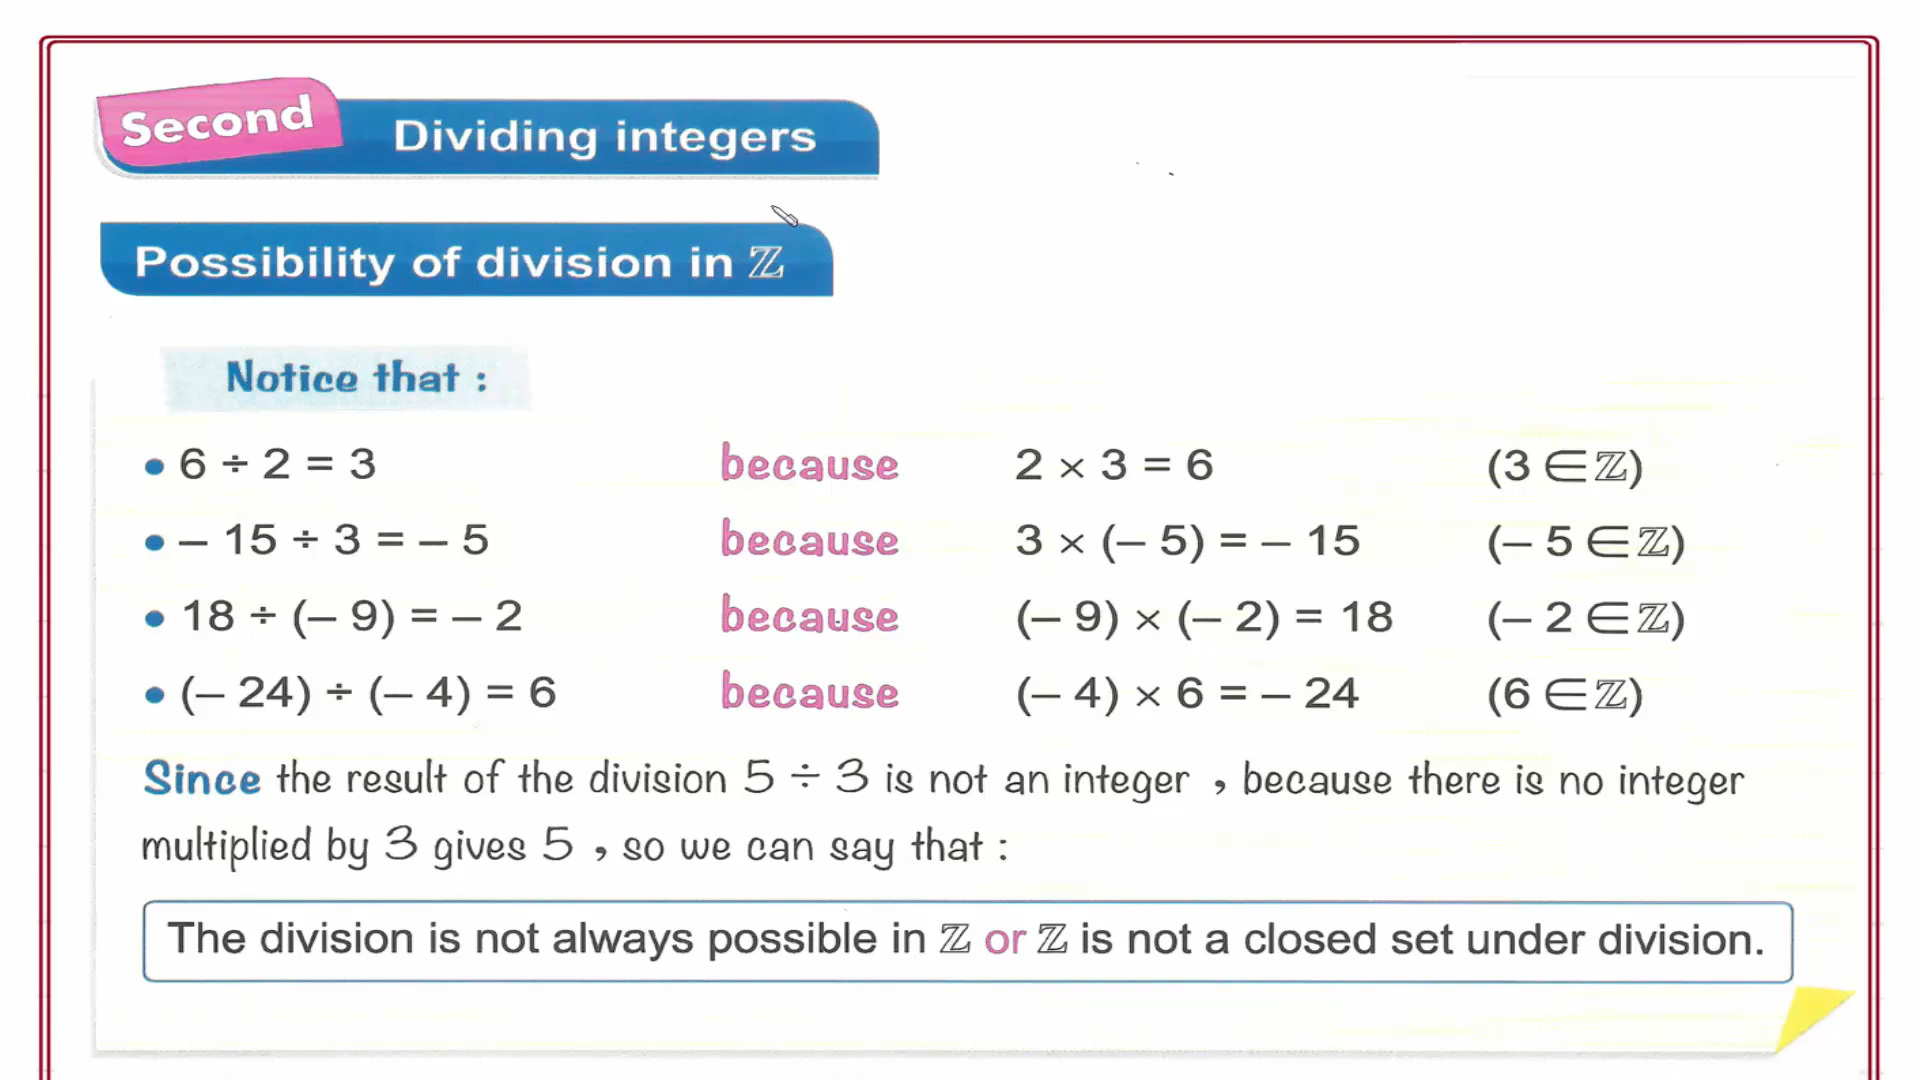 Second Dividing integers
Possibility of division in ℤ
Notice that :
• 6 ÷ 2 = 3 because 2 × 3 = 6 (3 ∈ ℤ)
• – 15 ÷ 3 = – 5 because 3 × (– 5) = – 15 (– 5 ∈ ℤ)
• 18 ÷ (– 9) = – 2 because (– 9) × (– 2) = 18 (– 2 ∈ ℤ)
• (– 24) ÷ (– 4) = 6 because (– 4) × 6 = – 24 (6 ∈ ℤ)
Since the result of the division 5 ÷ 3 is not an integer , because there is no integer
multiplied by 3 gives 5 , so we can say that :
The division is not always possible in ℤ or ℤ is not a closed set under division.